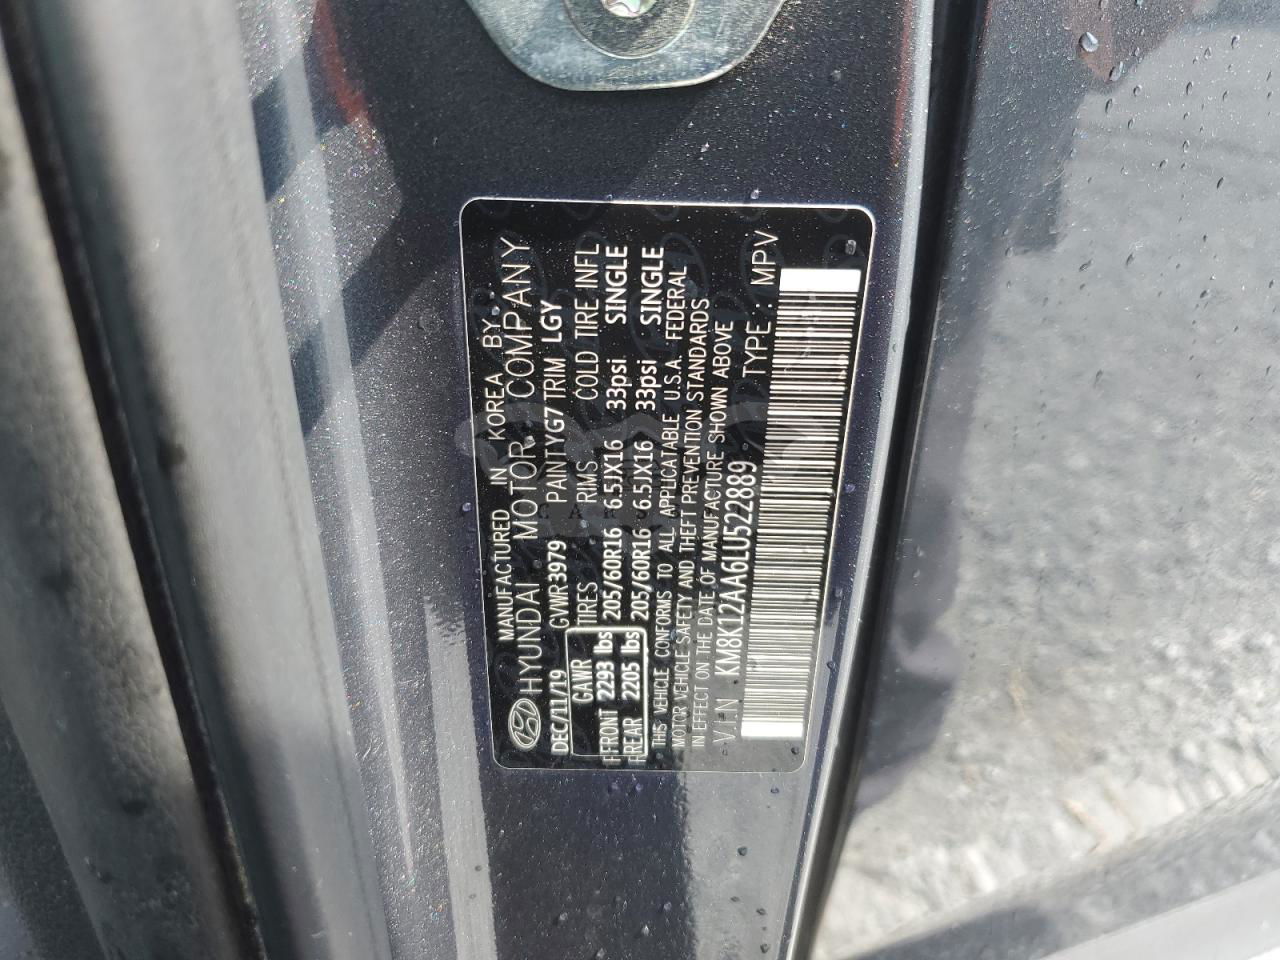 MANUFACTURED IN KOREA BY:
HYUNDAI MOTOR COMPANY
DEC/11/19 GVWR 3979 PAINT YG7 TRIM LGY
GAWR TIRES RIMS COLD TIRE INFL
FRONT 2293 lbs 205/60R16 6.5JX16 33psi SINGLE
REAR 2205 lbs 205/60R16 6.5JX16 33psi SINGLE
THIS VEHICLE CONFORMS TO ALL APPLICATABLE U.S.A. FEDERAL
MOTOR VEHICLE SAFETY AND THEFT PREVENTION STANDARDS
IN EFFECT ON THE DATE OF MANUFACTURE SHOWN ABOVE
V.I.N KM8K12AA6LU522889 TYPE : MPV